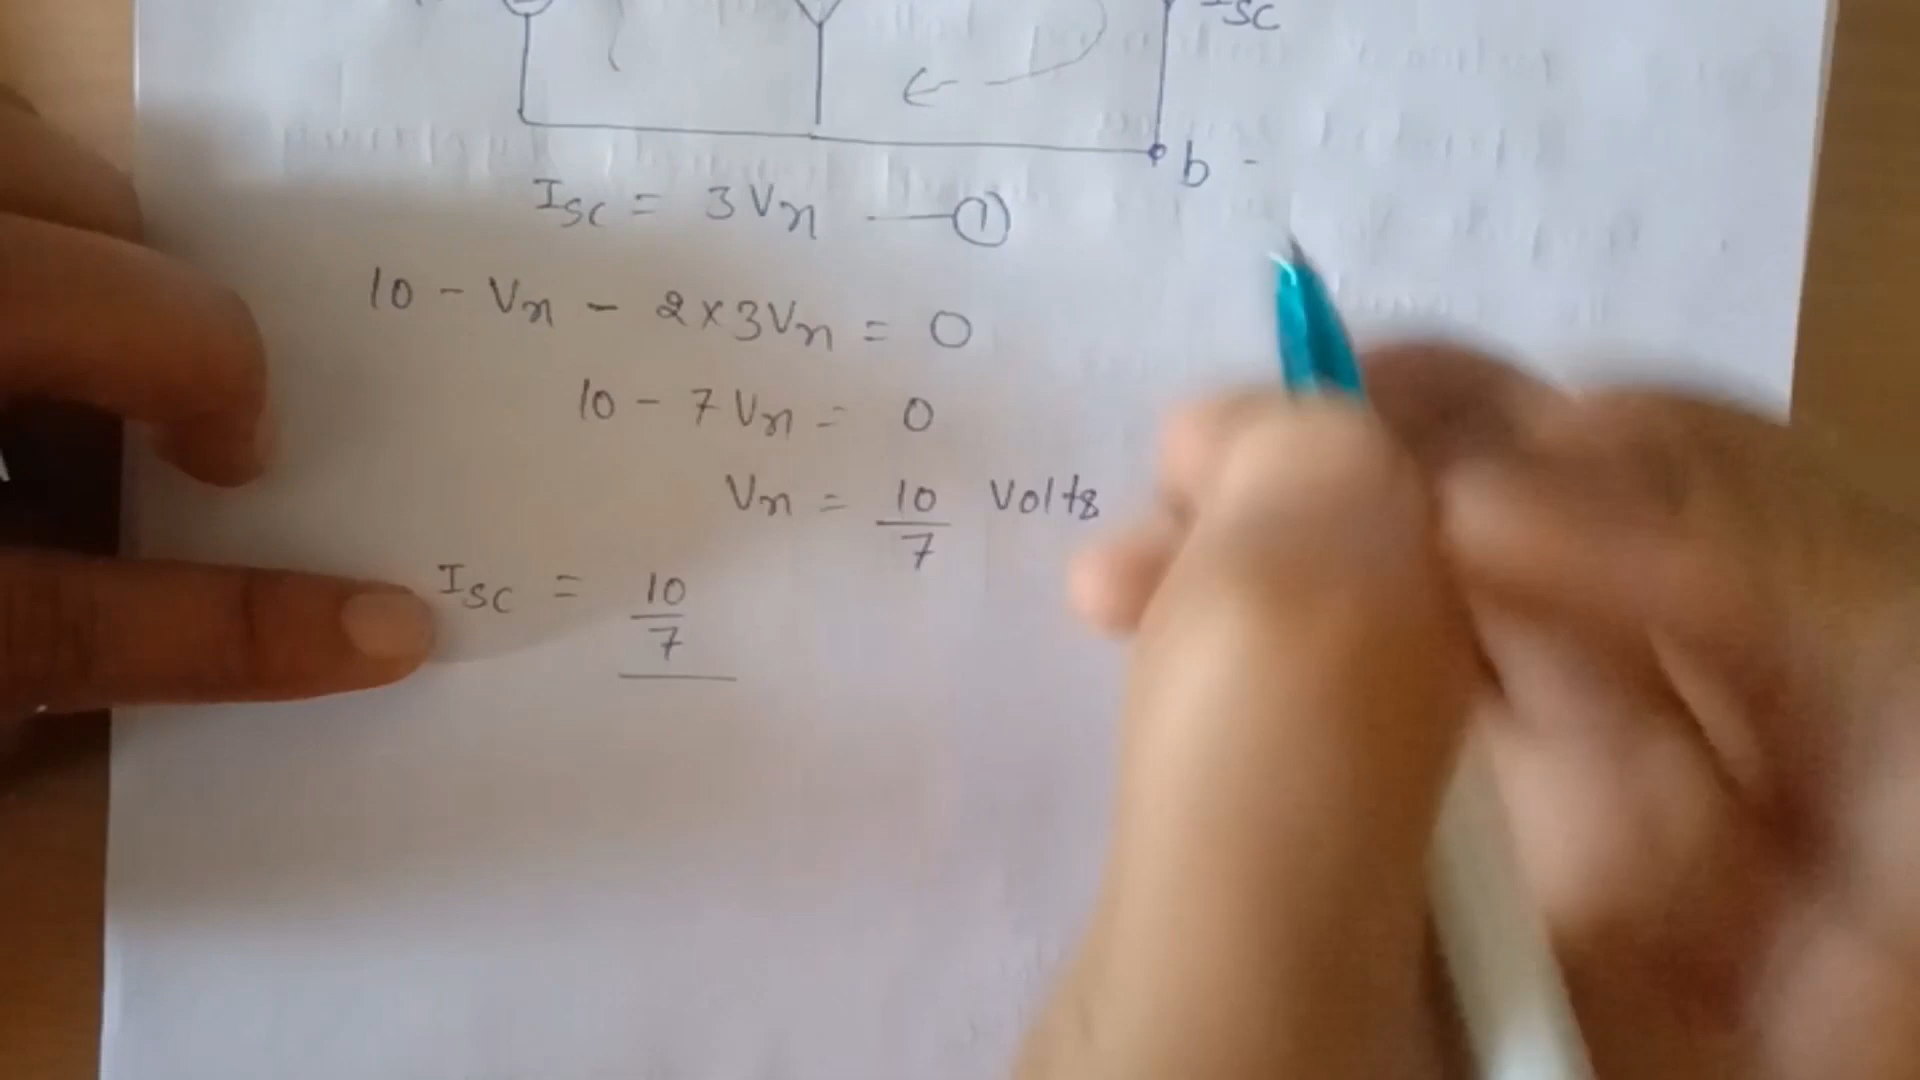 Isc
b -
Isc = 3Vx — ①
10 - Vx - 2×3Vx = 0
10 - 7Vx = 0
Vx = 10/7 Volts
Isc = 10/7